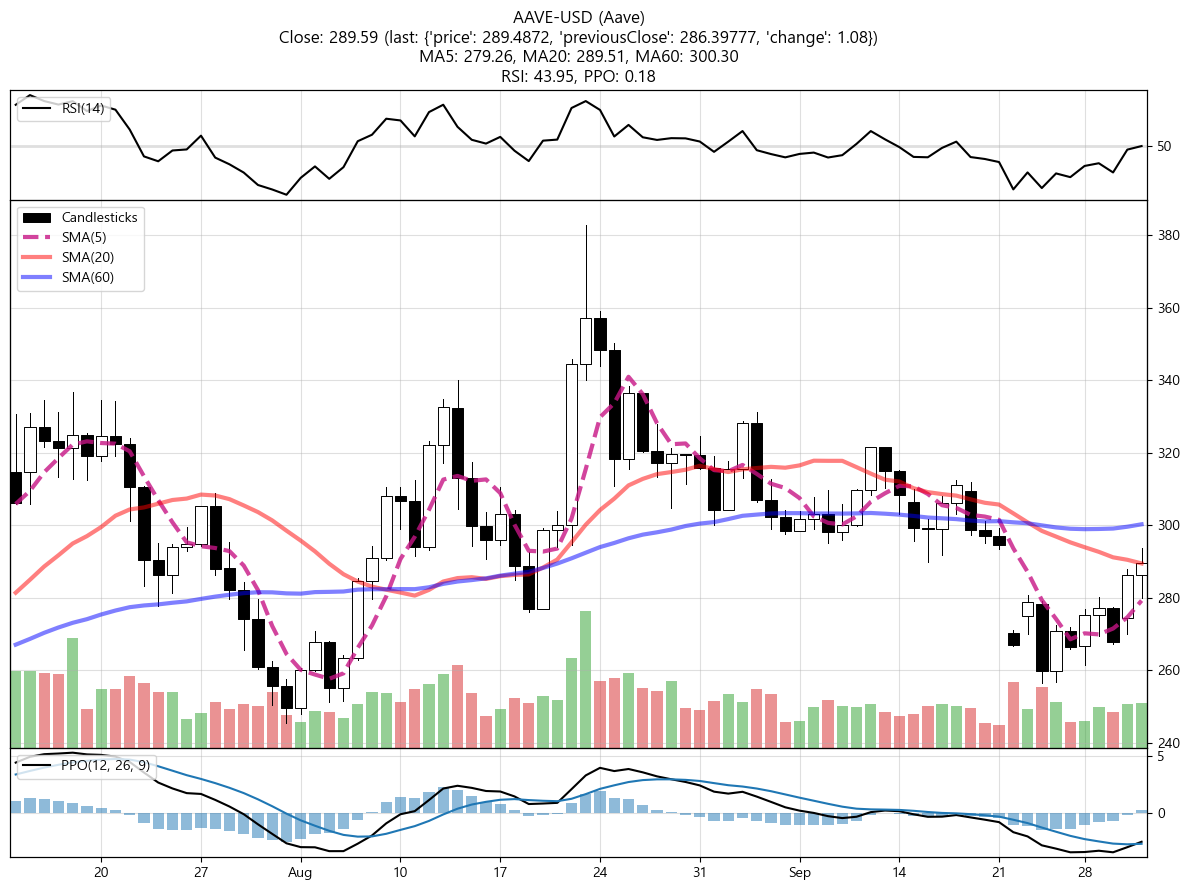 AAVE-USD (Aave)
Close: 289.59 (last: {'price': 289.4872, 'previousClose': 286.39777, 'change': 1.08})
MA5: 279.26, MA20: 289.51, MA60: 300.30
RSI: 43.95, PPO: 0.18
RSI(14)
50
Candlesticks
SMA(5)
SMA(20)
SMA(60)
380
360
340
320
300
280
260
240
PPO(12, 26, 9)
5
0
20
27
Aug
10
17
24
31
Sep
14
21
28